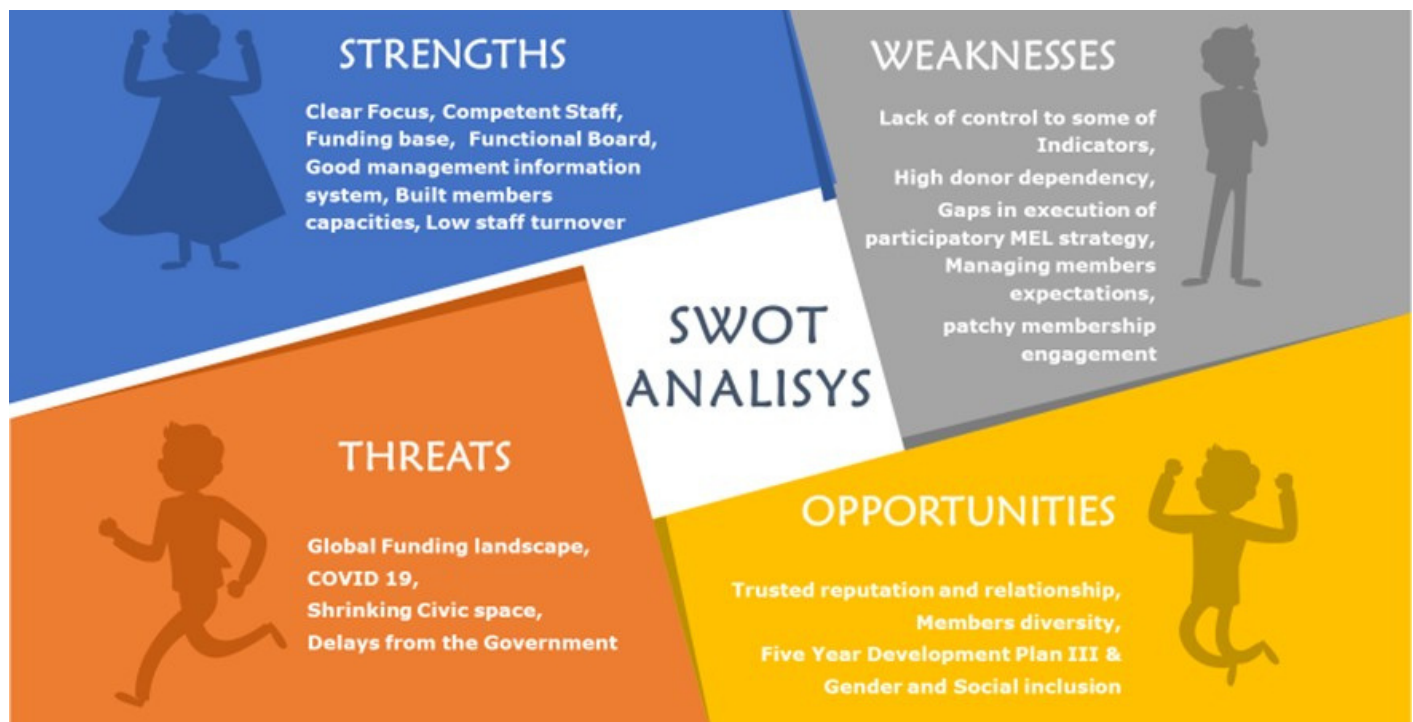 STRENGTHS
Clear Focus, Competent Staff,
Funding base, Functional Board,
Good management information
system, Built members
capacities, Low staff turnover
WEAKNESSES
Lack of control to some of
Indicators,
High donor dependency,
Gaps in execution of
participatory MEL strategy,
Managing members
expectations,
patchy membership
engagement
SWOT
ANALISYS
THREATS
Global Funding landscape,
COVID 19,
Shrinking Civic space,
Delays from the Government
OPPORTUNITIES
Trusted reputation and relationship,
Members diversity,
Five Year Development Plan III &
Gender and Social inclusion